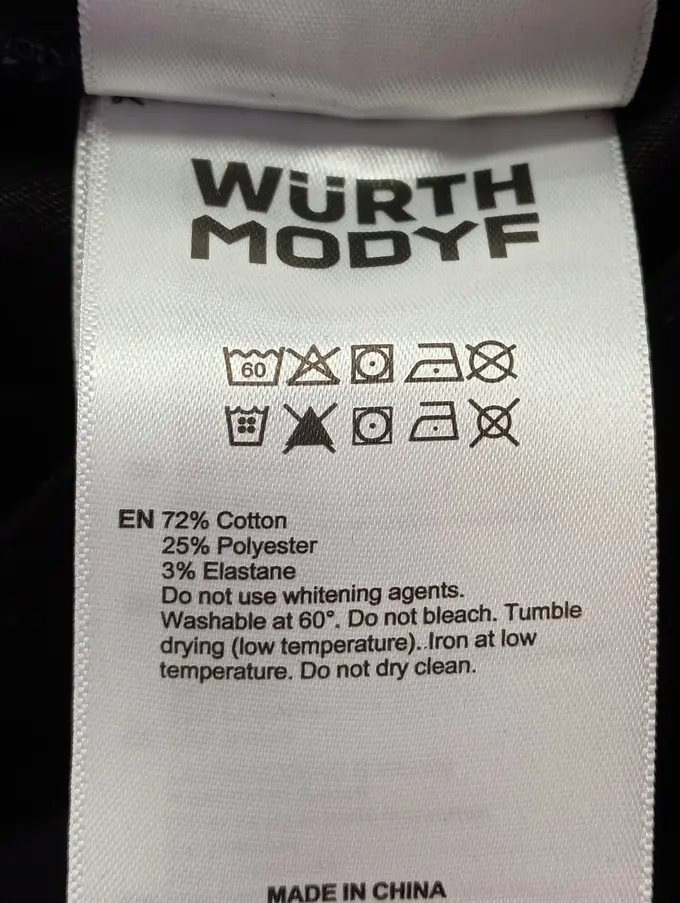 WÜRTH
MODYF
60
EN 72% Cotton
25% Polyester
3% Elastane
Do not use whitening agents.
Washable at 60°. Do not bleach. Tumble
drying (low temperature). Iron at low
temperature. Do not dry clean.
MADE IN CHINA